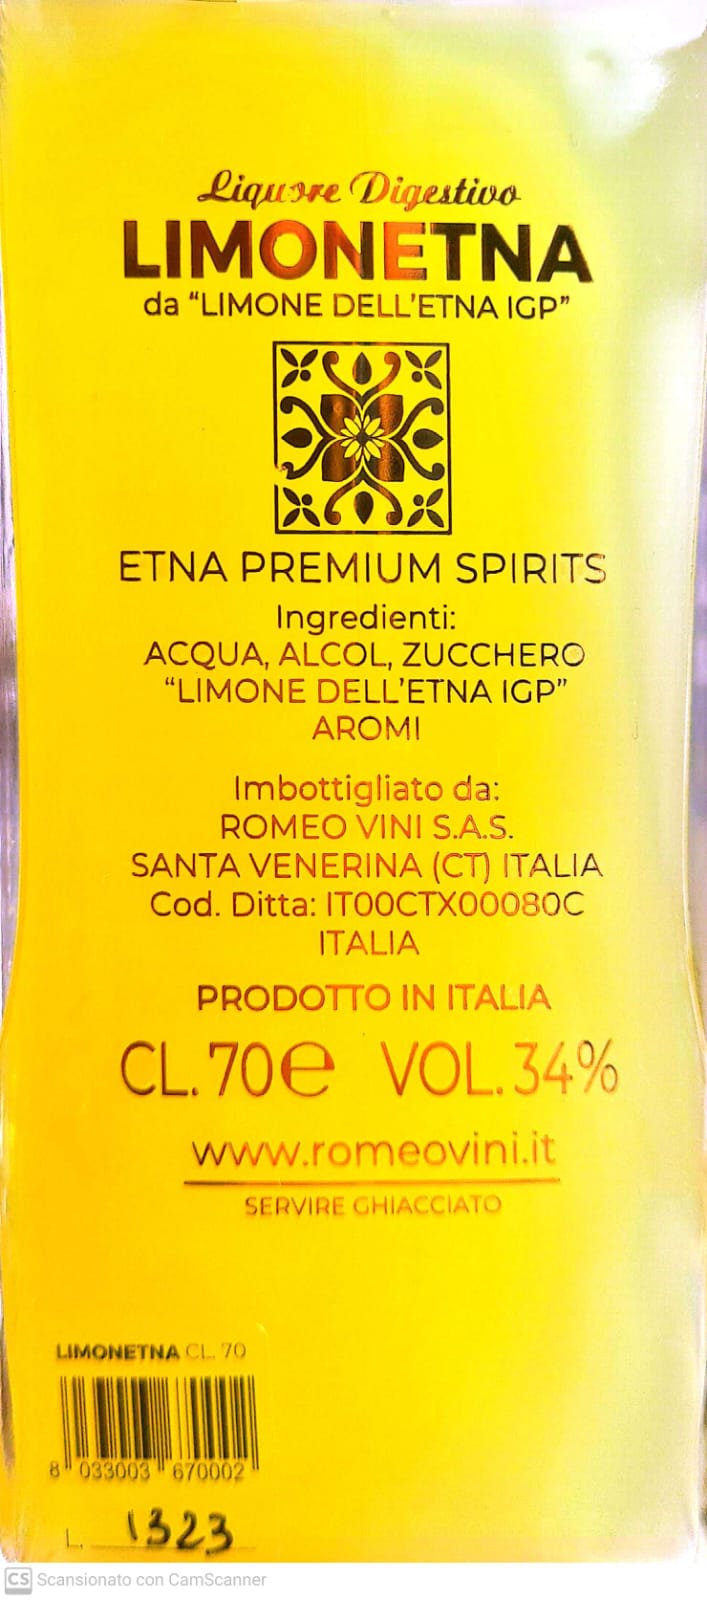 Liquore Digestivo
LIMONETNA
da “LIMONE DELL’ETNA IGP”
ETNA PREMIUM SPIRITS
Ingredienti:
ACQUA, ALCOL, ZUCCHERO
“LIMONE DELL’ETNA IGP”
AROMI
Imbottigliato da:
ROMEO VINI S.A.S.
SANTA VENERINA (CT) ITALIA
Cod. Ditta: IT00CTX00080C
ITALIA
PRODOTTO IN ITALIA
CL. 70 e VOL. 34%
www.romeovini.it
SERVIRE GHIACCIATO
LIMONETNA CL. 70
8 033003 670002
L. 1323
CS Scansionato con CamScanner